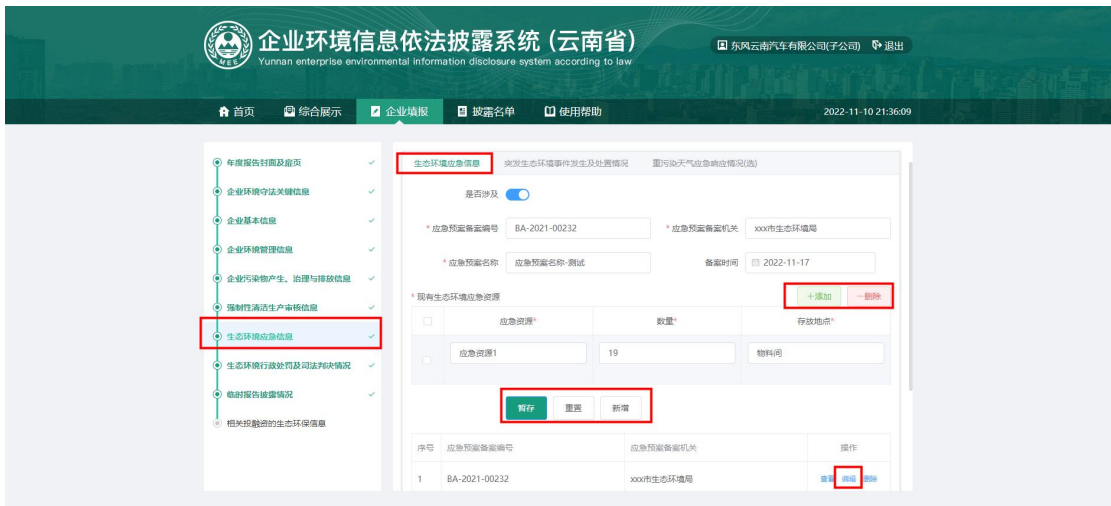 企业环境信息依法披露系统 (云南省)
Yunnan enterprise environmental information disclosure system according to law
MEE
东风云南汽车有限公司(子公司) 退出
首页 综合展示 企业填报 披露名单 使用帮助 2022-11-10 21:36:09
年度报告封面及扉页
企业环境守法关键信息
企业基本信息
企业环境管理信息
企业污染物产生、治理与排放信息
强制性清洁生产审核信息
生态环境应急信息
生态环境行政处罚及司法判决情况
临时报告披露情况
相关投融资的生态环保信息
生态环境应急信息 突发生态环境事件发生及处置情况 重污染天气应急响应情况(选)
是否涉及
* 应急预案备案编号 BA-2021-00232 * 应急预案备案机关 xxx市生态环境局
* 应急预案名称 应急预案名称-测试 备案时间 2022-11-17
* 现有生态环境应急资源 +添加 －删除
应急资源* 数量* 存放地点*
应急资源1 19 物料间
暂存 重置 新增
序号 应急预案备案编号 应急预案备案机关 操作
1 BA-2021-00232 xxx市生态环境局 查看 编辑 删除